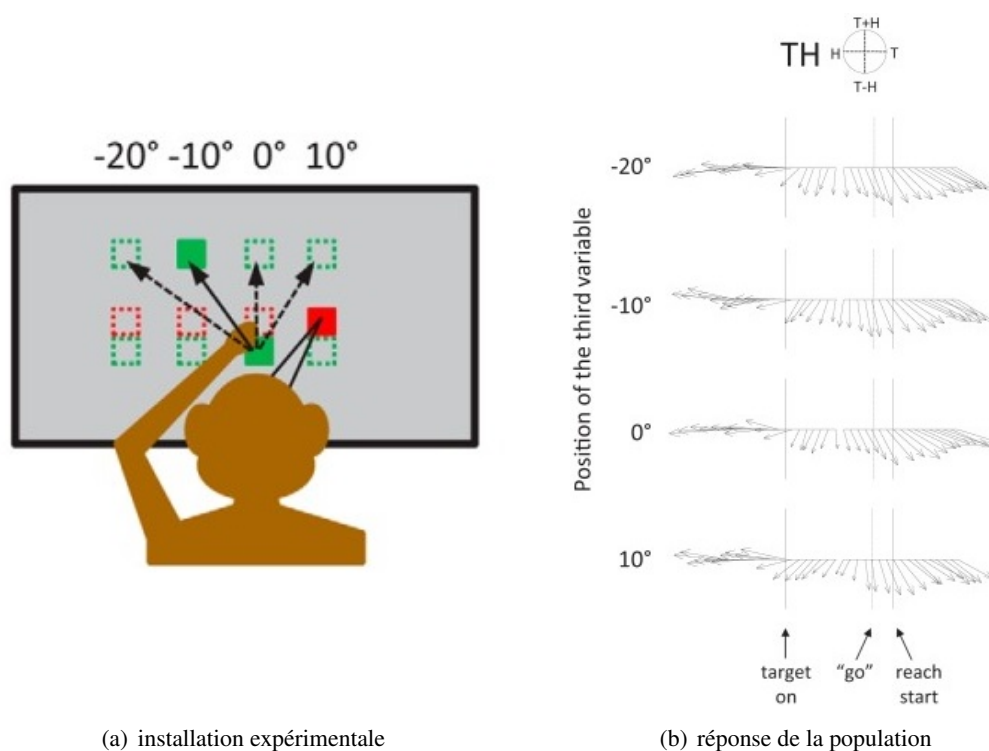 -20° -10° 0° 10°
(a) installation expérimentale
T+H
TH H T
T-H
Position of the third variable
-20°
-10°
0°
10°
target on
"go"
reach start
(b) réponse de la population